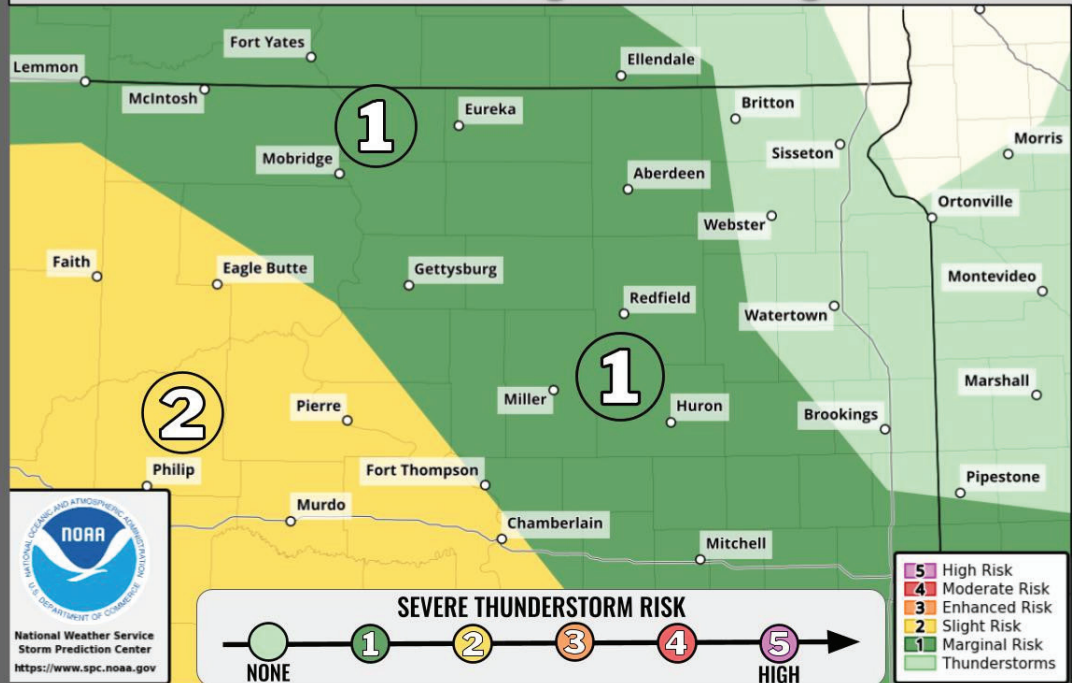 Fort Yates
Ellendale
Lemmon
McIntosh
Eureka
Britton
1
Morris
Sisseton
Mobridge
Aberdeen
Ortonville
Webster
Faith
Eagle Butte
Gettysburg
Montevideo
Redfield
Watertown
1
Marshall
2
Pierre
Miller
Huron
Brookings
Philip
Fort Thompson
Pipestone
Murdo
Chamberlain
Mitchell
NATIONAL OCEANIC AND ATMOSPHERIC ADMINISTRATION
NOAA
U.S. DEPARTMENT OF COMMERCE
National Weather Service
Storm Prediction Center
https://www.spc.noaa.gov
SEVERE THUNDERSTORM RISK
1 2 3 4 5
NONE HIGH
5 High Risk
4 Moderate Risk
3 Enhanced Risk
2 Slight Risk
1 Marginal Risk
Thunderstorms